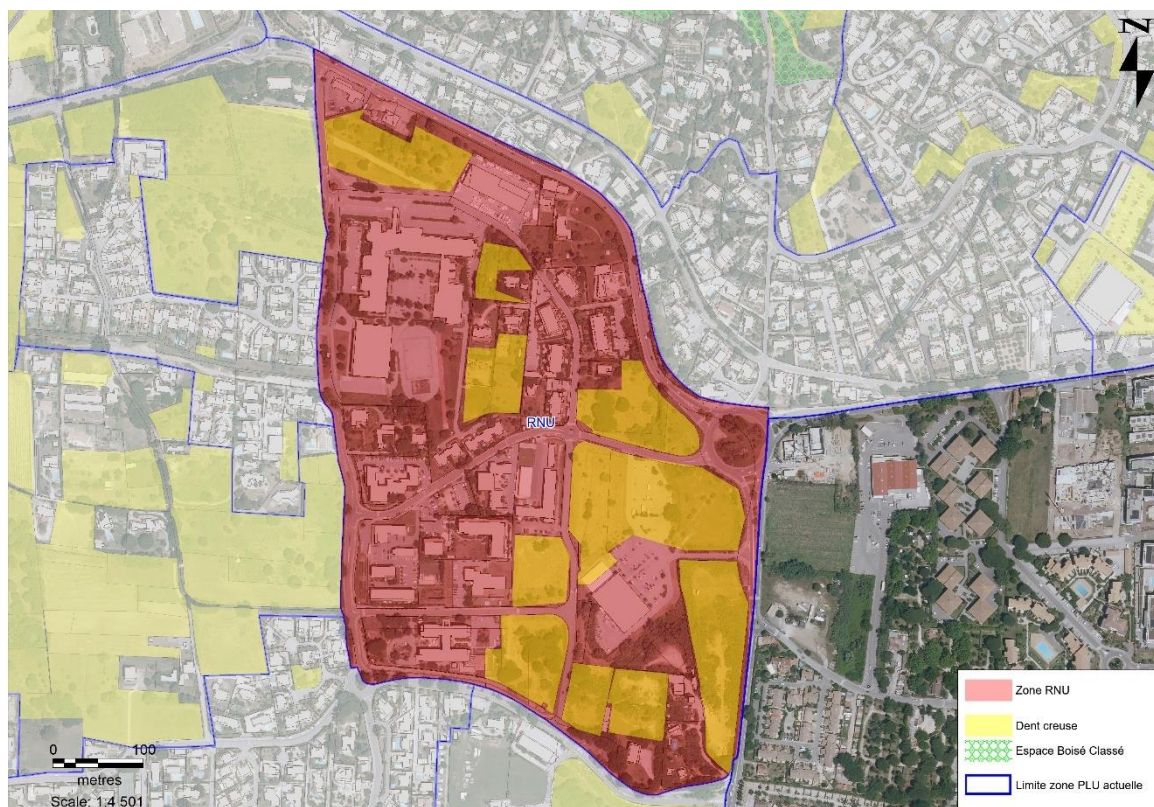 N
RNU
0 100
metres
Scale: 1:4 501
Zone RNU
Dent creuse
Espace Boisé Classé
Limite zone PLU actuelle